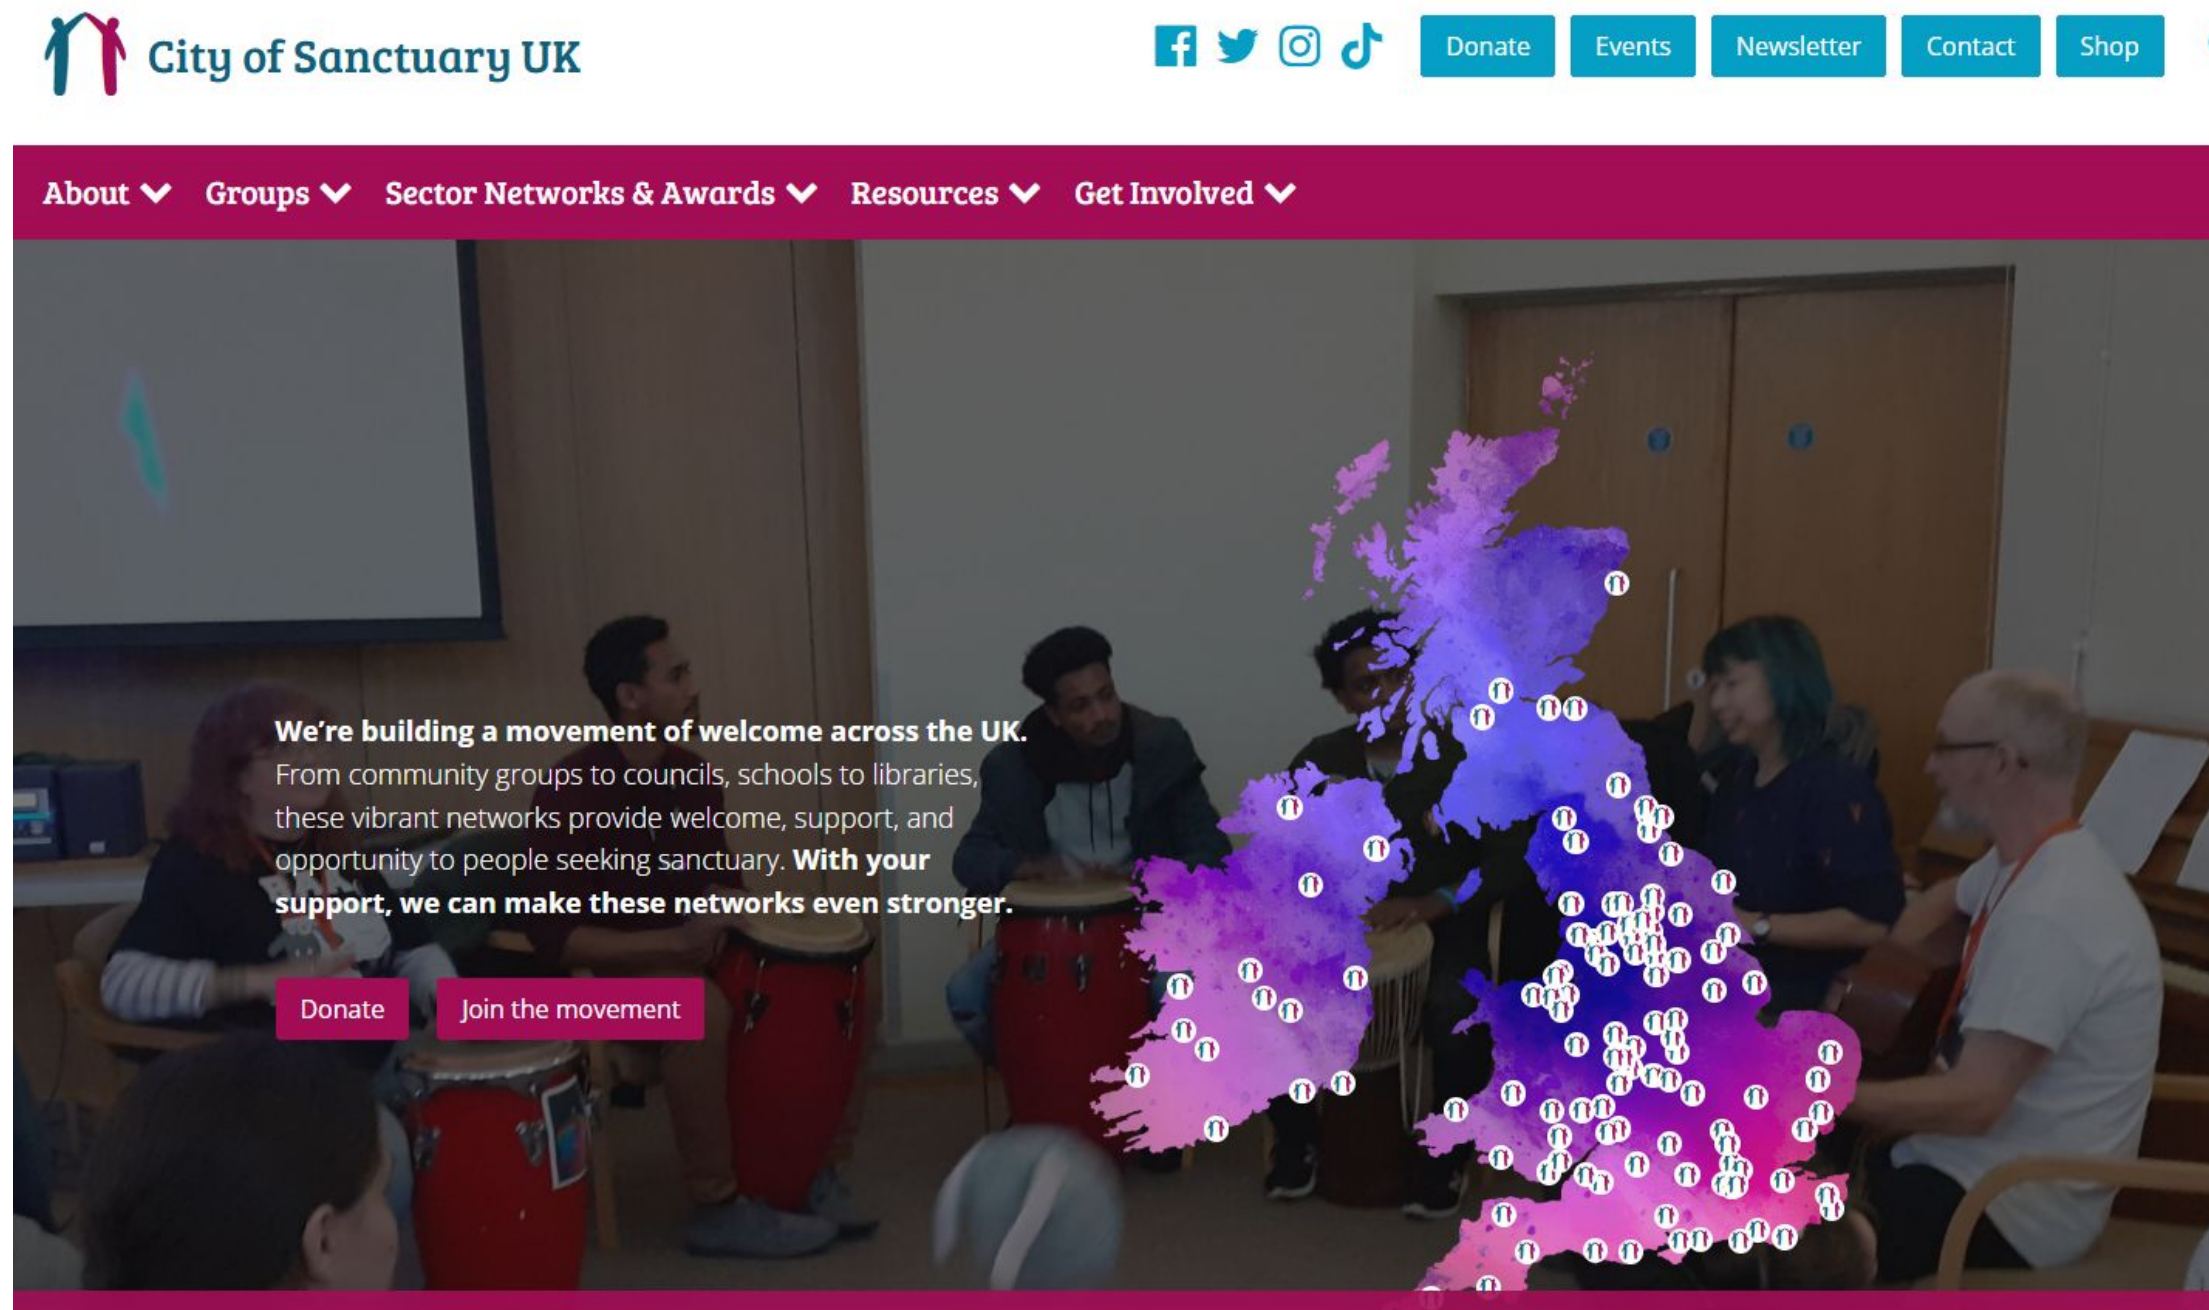 City of Sanctuary UK
Donate
Events
Newsletter
Contact
Shop
About
Groups
Sector Networks & Awards
Resources
Get Involved
We’re building a movement of welcome across the UK.
From community groups to councils, schools to libraries,
these vibrant networks provide welcome, support, and
opportunity to people seeking sanctuary. With your
support, we can make these networks even stronger.
Donate
Join the movement